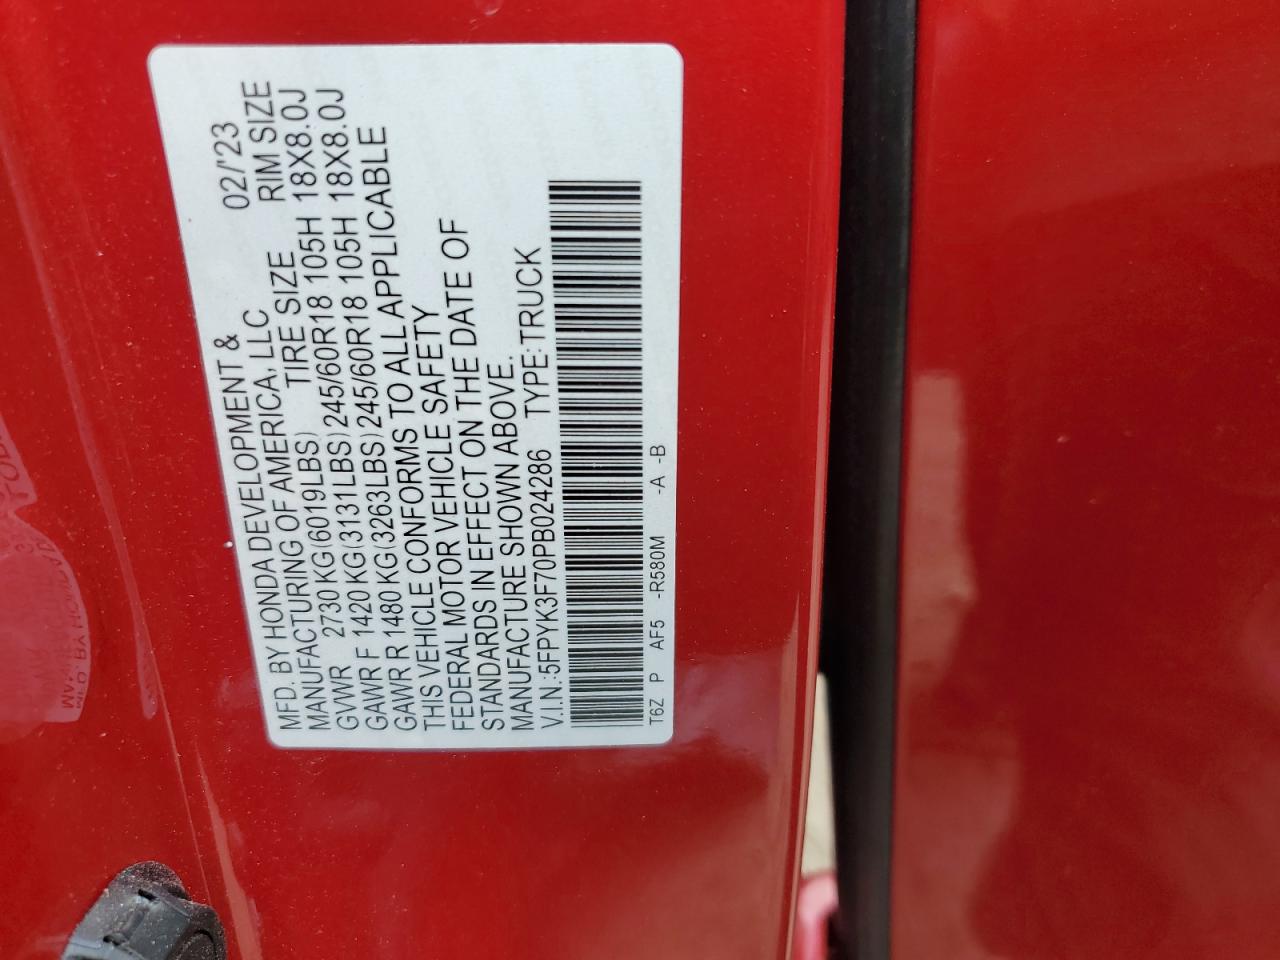 MFD. BY HONDA DEVELOPMENT &
MANUFACTURING OF AMERICA, LLC 02/'23
GVWR 2730 KG(6019LBS) TIRE SIZE RIM SIZE
GAWR F 1420 KG(3131LBS) 245/60R18 105H 18X8.0J
GAWR R 1480 KG(3263LBS) 245/60R18 105H 18X8.0J
THIS VEHICLE CONFORMS TO ALL APPLICABLE
FEDERAL MOTOR VEHICLE SAFETY
STANDARDS IN EFFECT ON THE DATE OF
MANUFACTURE SHOWN ABOVE.
V.I.N.:5FPYK3F70PB024286 TYPE:TRUCK
T6Z P AF5 -R580M -A -B